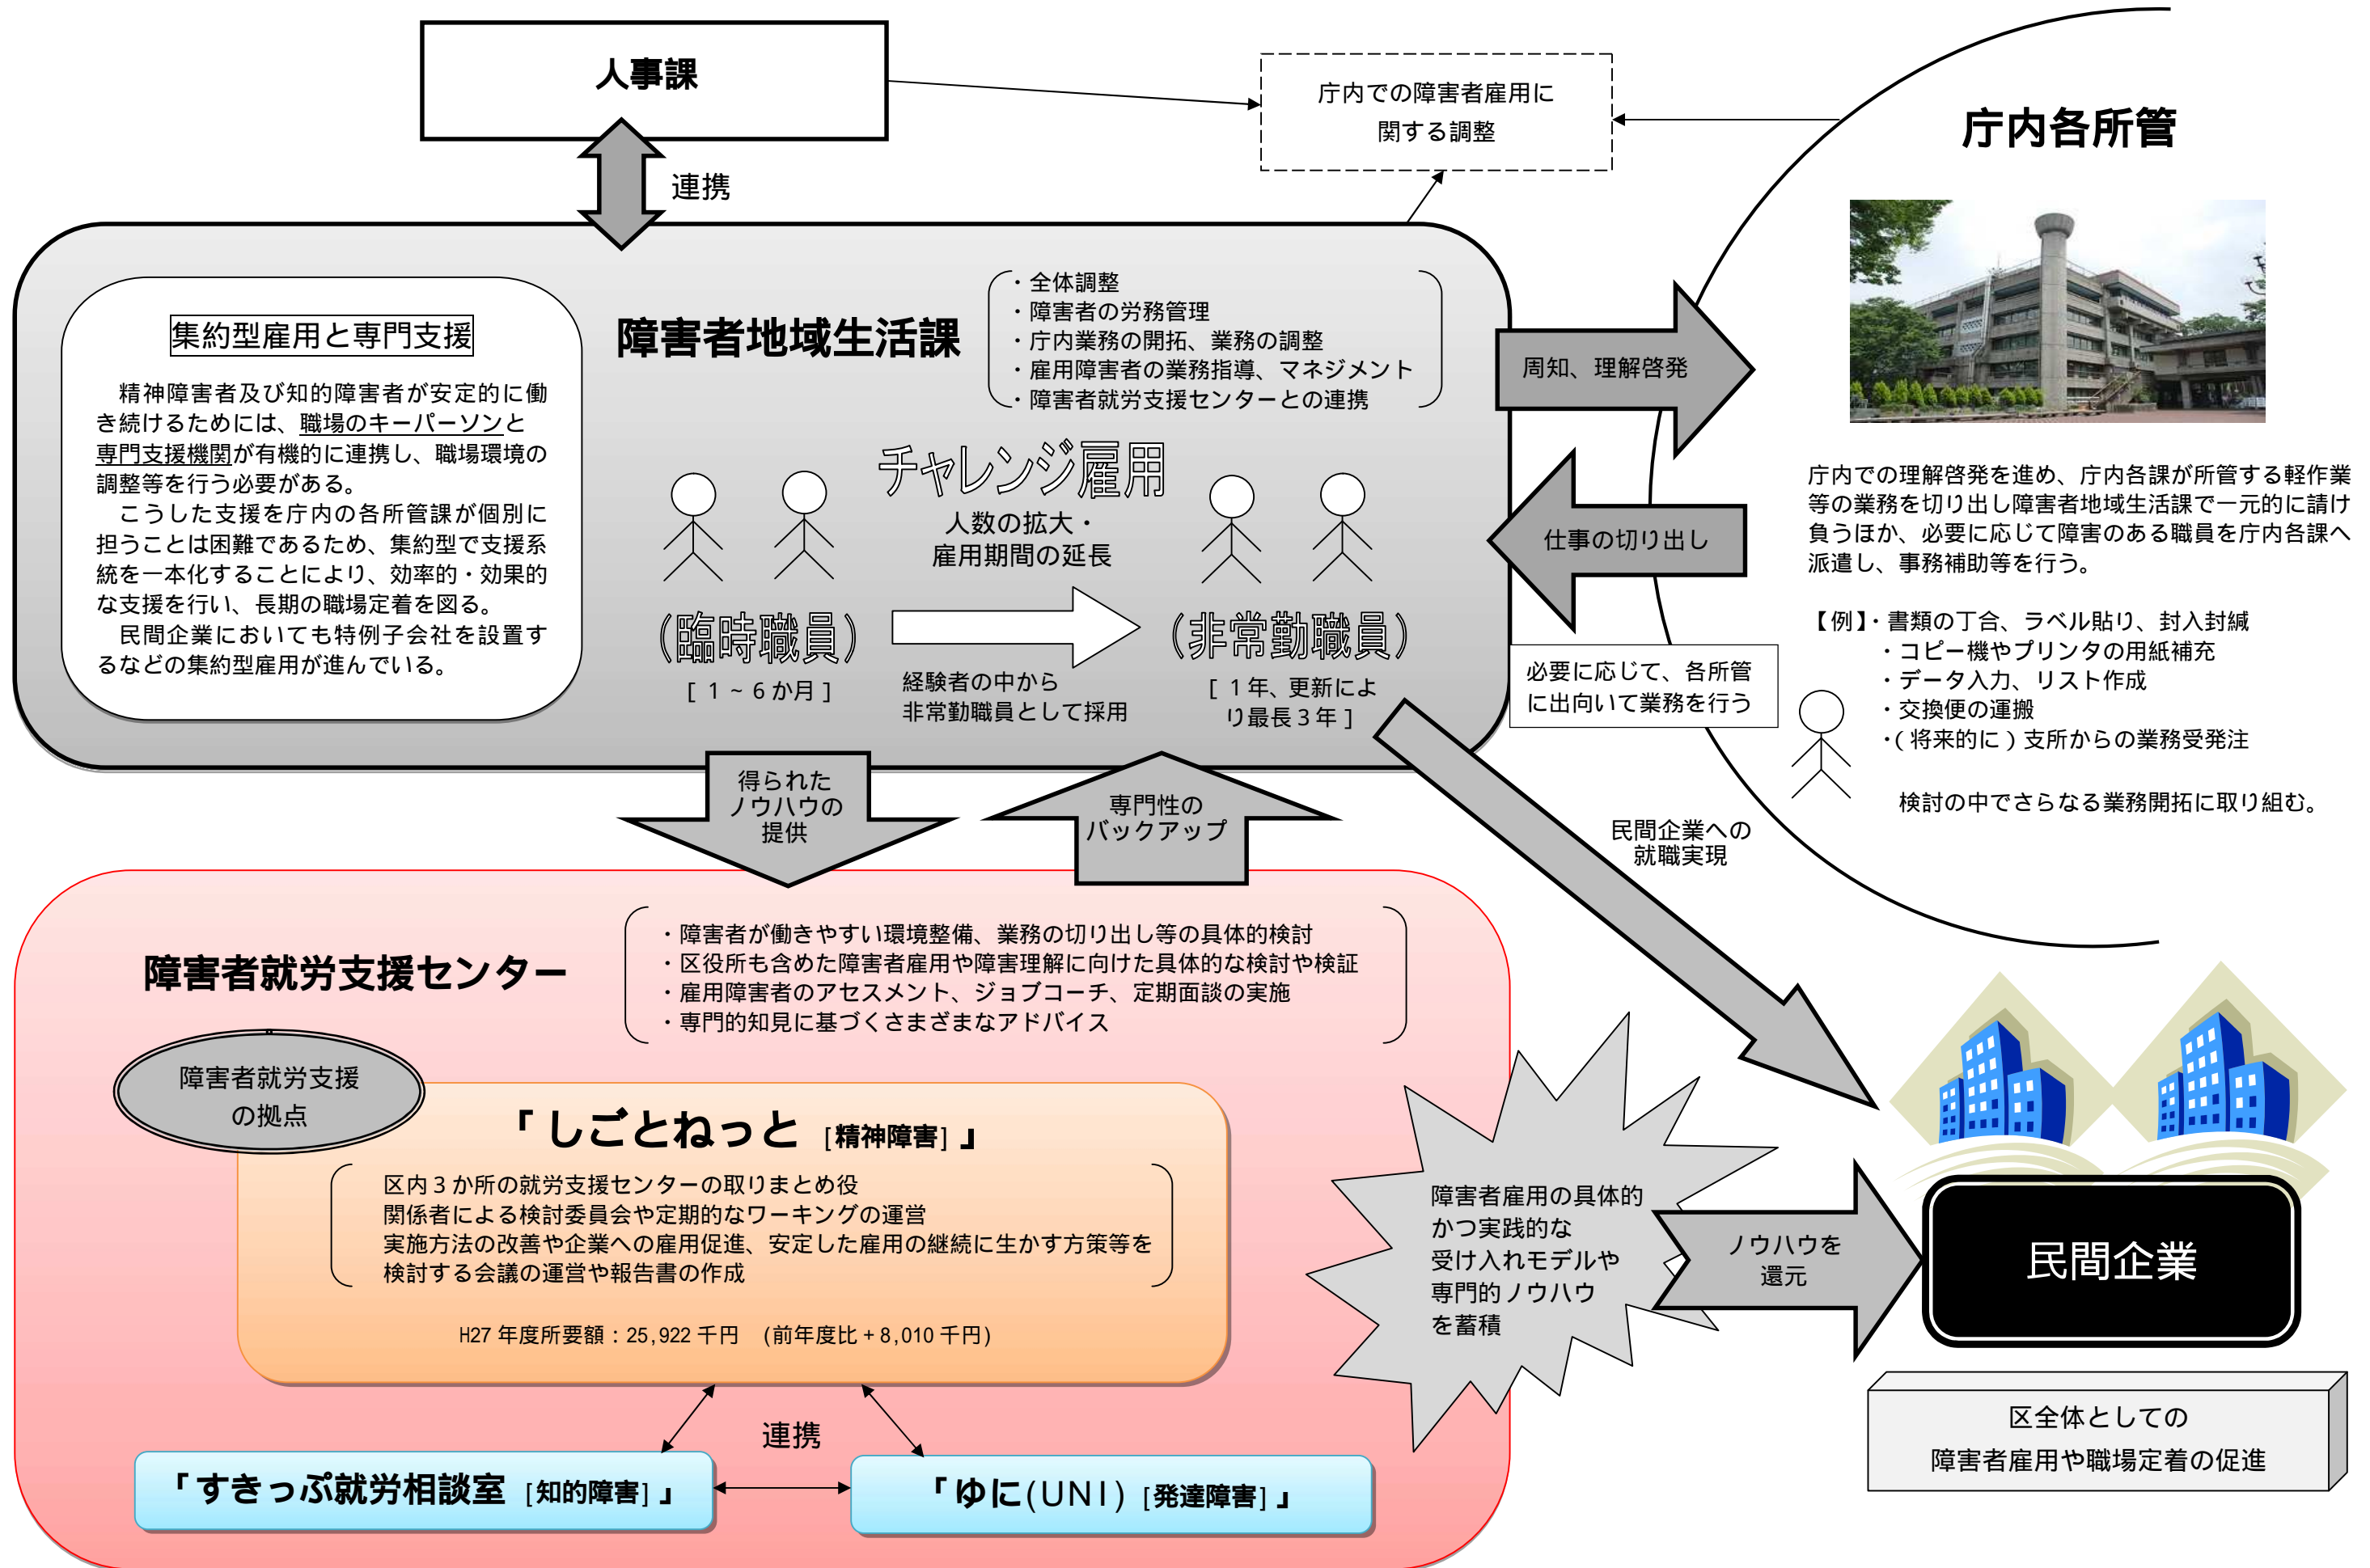 人事課
連携
庁内での障害者雇用に
関する調整
庁内各所管
集約型雇用と専門支援
精神障害者及び知的障害者が安定的に働
き続けるためには、職場のキーパーソンと
専門支援機関が有機的に連携し、職場環境の
調整等を行う必要がある。
こうした支援を庁内の各所管課が個別に
担うことは困難であるため、集約型で支援系
統を一本化することにより、効率的・効果的
な支援を行い、長期の職場定着を図る。
民間企業においても特例子会社を設置す
るなどの集約型雇用が進んでいる。
障害者地域生活課
・全体調整
・障害者の労務管理
・庁内業務の開拓、業務の調整
・雇用障害者の業務指導、マネジメント
・障害者就労支援センターとの連携
チャレンジ雇用
人数の拡大・
雇用期間の延長
(臨時職員)
[ 1 ~ 6 か月 ]
経験者の中から
非常勤職員として採用
(非常勤職員)
[ 1 年、更新によ
り最長 3 年 ]
周知、理解啓発
仕事の切り出し
必要に応じて、各所管
に出向いて業務を行う
庁内での理解啓発を進め、庁内各課が所管する軽作業
等の業務を切り出し障害者地域生活課で一元的に請け
負うほか、必要に応じて障害のある職員を庁内各課へ
派遣し、事務補助等を行う。
【例】・書類の丁合、ラベル貼り、封入封緘
・コピー機やプリンタの用紙補充
・データ入力、リスト作成
・交換便の運搬
・(将来的に)支所からの業務受発注
検討の中でさらなる業務開拓に取り組む。
得られた
ノウハウの
提供
専門性の
バックアップ
民間企業への
就職実現
障害者就労支援センター
・障害者が働きやすい環境整備、業務の切り出し等の具体的検討
・区役所も含めた障害者雇用や障害理解に向けた具体的な検討や検証
・雇用障害者のアセスメント、ジョブコーチ、定期面談の実施
・専門的知見に基づくさまざまなアドバイス
障害者就労支援
の拠点
「しごとねっと [精神障害]」
区内3か所の就労支援センターの取りまとめ役
関係者による検討委員会や定期的なワーキングの運営
実施方法の改善や企業への雇用促進、安定した雇用の継続に生かす方策等を
検討する会議の運営や報告書の作成
H27 年度所要額：25,922 千円 (前年度比＋8,010 千円)
連携
「すきっぷ就労相談室 [知的障害]」
「ゆに(UNI) [発達障害]」
障害者雇用の具体的
かつ実践的な
受け入れモデルや
専門的ノウハウ
を蓄積
ノウハウを
還元
民間企業
区全体としての
障害者雇用や職場定着の促進